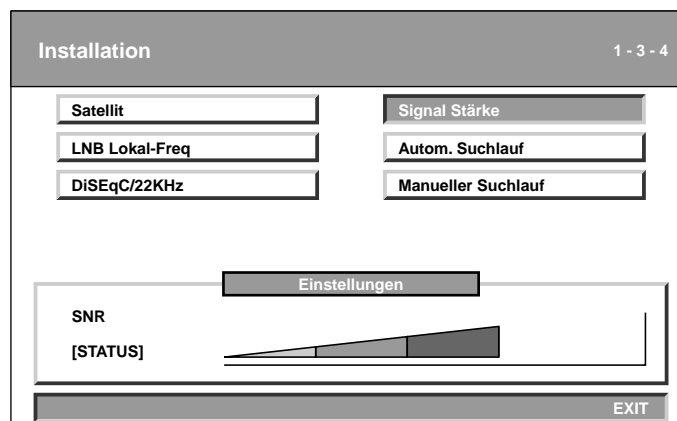 Installation 1 - 3 - 4
Satellit
Signal Stärke
LNB Lokal-Freq
Autom. Suchlauf
DiSEqC/22KHz
Manueller Suchlauf
Einstellungen
SNR
[STATUS]
EXIT